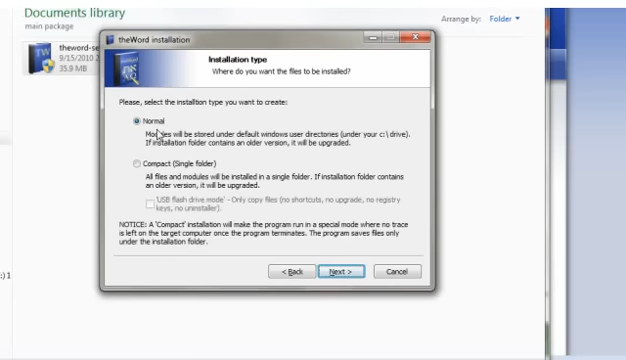 Documents library
main package
Arrange by: Folder
theword-se
9/15/2010 2
35.9 MB
TW
theWord installation
Installation type
Where do you want the files to be installed?
Please, select the installtion type you want to create:
Normal
Modules will be stored under default windows user directories (under your c:\ drive).
If installation folder contains an older version, it will be upgraded.
Compact (Single folder)
All files and modules will be installed in a single folder. If installation folder contains
an older version, it will be upgraded.
'USB flash drive mode' - Only copy files (no shortcuts, no upgrade, no registry
keys, no uninstaller).
NOTICE: A 'Compact' installation will make the program run in a special mode where no trace
is left on the target computer once the program terminates. The program saves files only
under the installation folder.
:) 1
< Back
Next >
Cancel